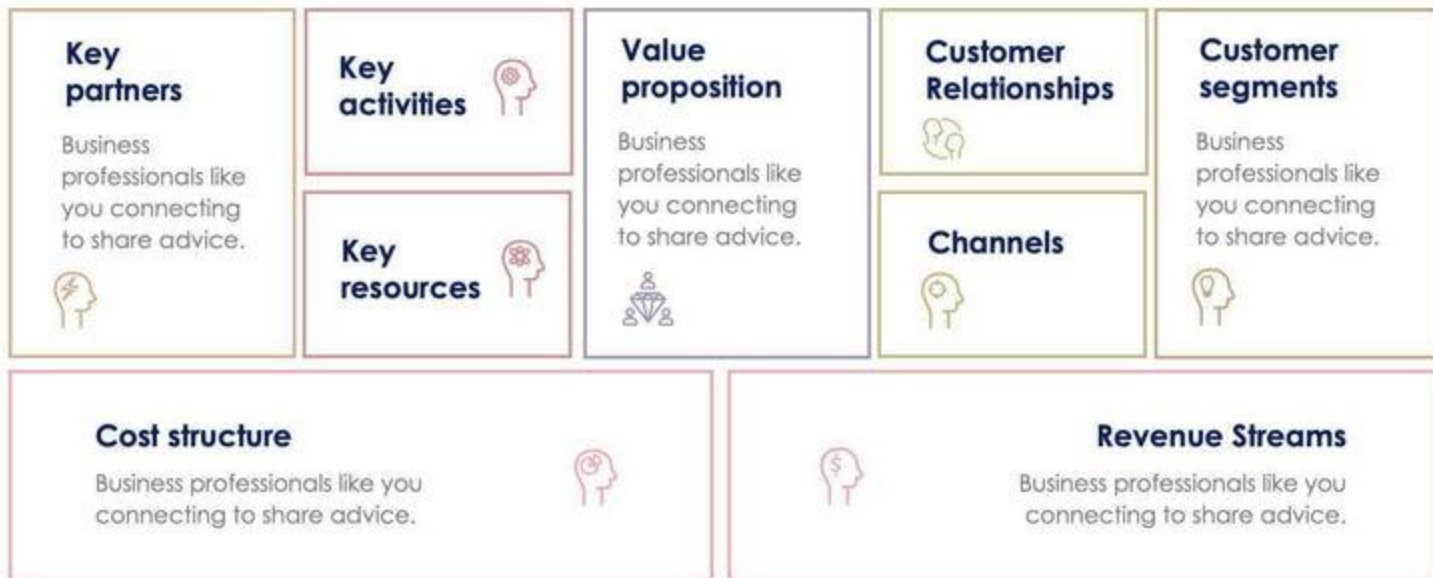 Key
partners
Business
professionals like
you connecting
to share advice.
Key
activities
Key
resources
Value
proposition
Business
professionals like
you connecting
to share advice.
Customer
Relationships
Channels
Customer
segments
Business
professionals like
you connecting
to share advice.
Cost structure
Business professionals like you
connecting to share advice.
Revenue Streams
Business professionals like you
connecting to share advice.